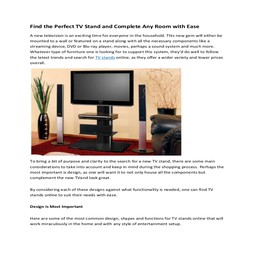 Find the Perfect TV Stand and Complete Any Room with Ease
A new television is an exciting time for everyone in the household. This new gem will either be
mounted to a wall or featured on a stand along with all the necessary components like a
streaming device, DVD or Blu-ray player, movies, perhaps a sound system and much more.
Whatever type of furniture one is looking for to support this system, they'd do well to follow
the latest trends and search for TV stands online, as they offer a wider variety and lower prices
overall.
To bring a bit of purpose and clarity to the search for a new TV stand, there are some main
considerations to take into account and keep in mind during the shopping process. Perhaps the
most important is design, as one will want it to not only house all the components but
complement the new TVand look great.
By considering each of these designs against what functionality is needed, one can find TV
stands online to suit their needs with ease.
Design is Most Important
Here are some of the most common design, shapes and functions for TV stands online that will
work miraculously in the home and with any style of entertainment setup.